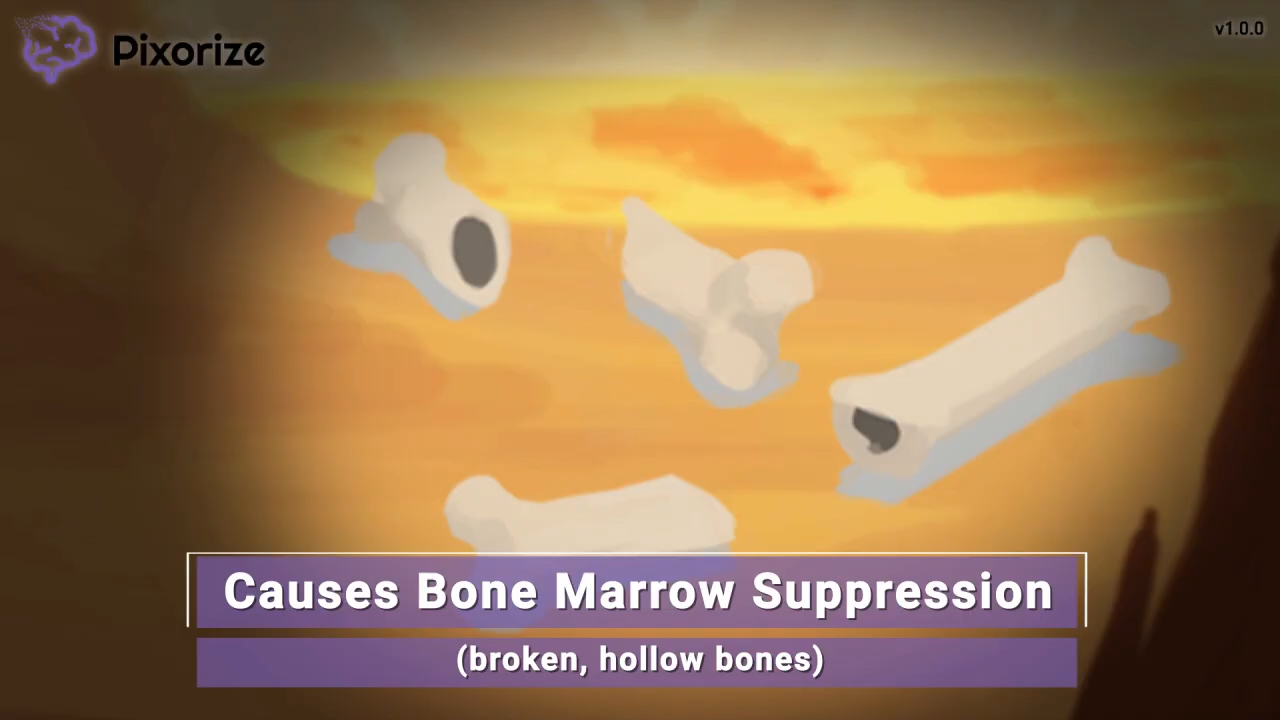 Pixorize
v1.0.0
Causes Bone Marrow Suppression
(broken, hollow bones)